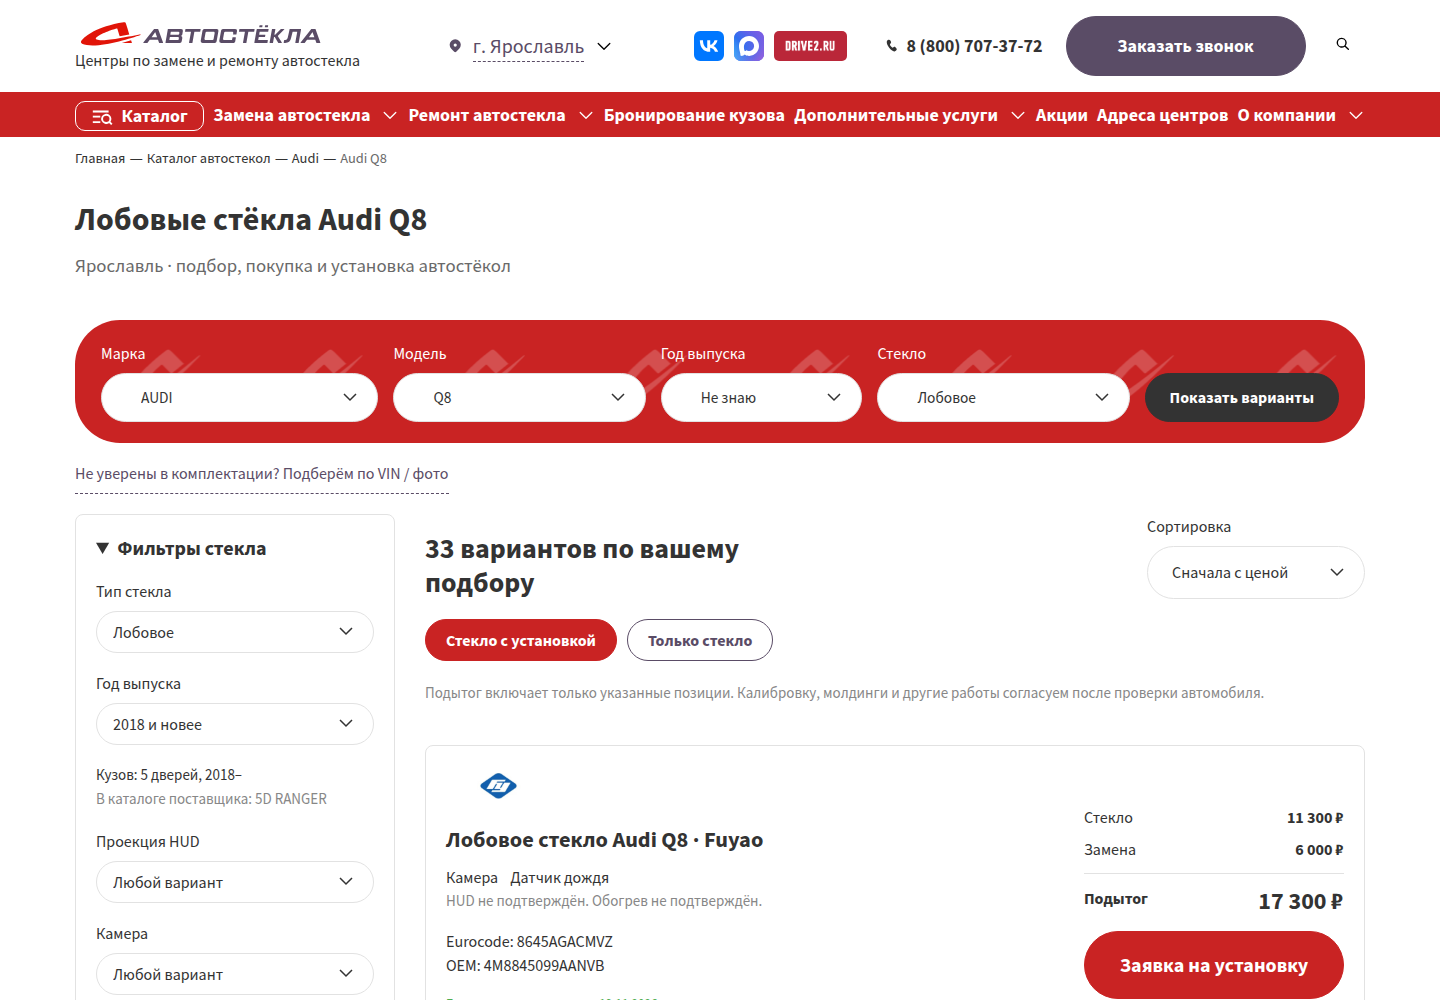 АВТОСТЁКЛА
Центры по замене и ремонту автостекла
г. Ярославль
DRIVE2.RU
8 (800) 707-37-72
Заказать звонок
Каталог
Замена автостекла
Ремонт автостекла
Бронирование кузова
Дополнительные услуги
Акции
Адреса центров
О компании
Главная — Каталог автостекол — Audi — Audi Q8
Лобовые стёкла Audi Q8
Ярославль · подбор, покупка и установка автостёкол
Марка
Модель
Год выпуска
Стекло
AUDI
Q8
Не знаю
Лобовое
Показать варианты
Не уверены в комплектации? Подберём по VIN / фото
Фильтры стекла
Тип стекла
Лобовое
Год выпуска
2018 и новее
Кузов: 5 дверей, 2018–
В каталоге поставщика: 5D RANGER
Проекция HUD
Любой вариант
Камера
Любой вариант
33 вариантов по вашему
подбору
Сортировка
Сначала с ценой
Стекло с установкой
Только стекло
Подытог включает только указанные позиции. Калибровку, молдинги и другие работы согласуем после проверки автомобиля.
Лобовое стекло Audi Q8 · Fuyao
Камера Датчик дождя
HUD не подтверждён. Обогрев не подтверждён.
Eurocode: 8645AGACMVZ
OEM: 4M8845099AANVB
Стекло 11 300 ₽
Замена 6 000 ₽
Подытог 17 300 ₽
Заявка на установку